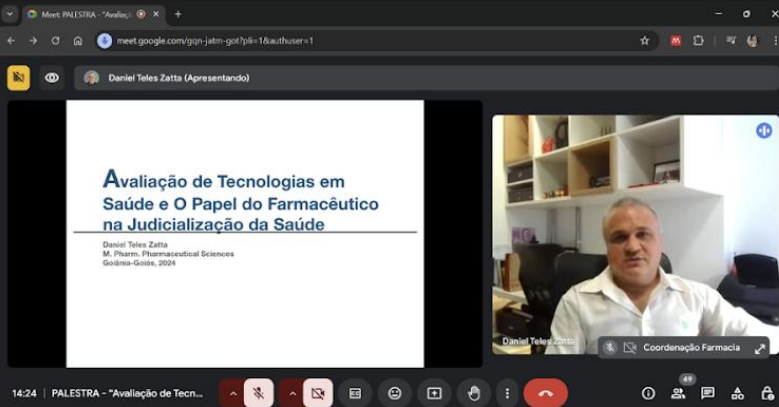 Meet: PALESTRA - "Avaliaç
meet.google.com/gqn-jatm-got?pli=1&authuser=1
Daniel Teles Zatta (Apresentando)
Avaliação de Tecnologias em
Saúde e O Papel do Farmacêutico
na Judicialização da Saúde
Daniel Teles Zatta
M. Pharm. Pharmaceutical Sciences
Goiânia-Goiás, 2024
Daniel Teles Zatta
Coordenação Farmacia
14:24 | PALESTRA - "Avaliação de Tecn...
49